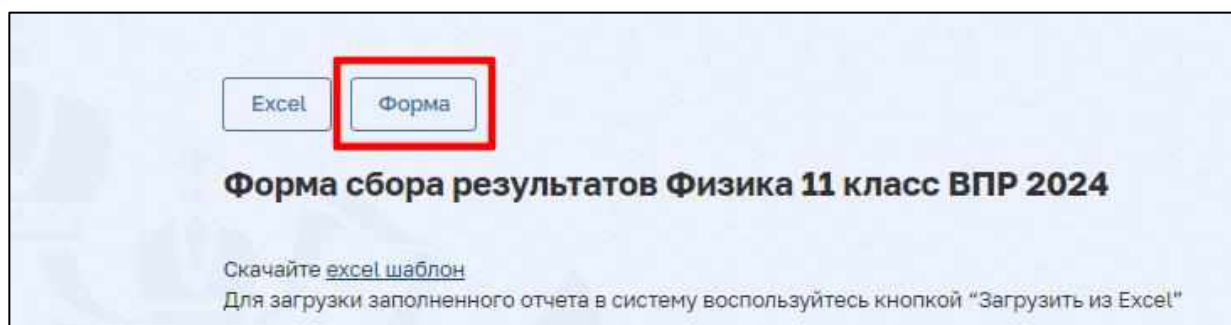 Excel Форма
Форма сбора результатов Физика 11 класс ВПР 2024
Скачайте excel шаблон
Для загрузки заполненного отчета в систему воспользуйтесь кнопкой “Загрузить из Excel”